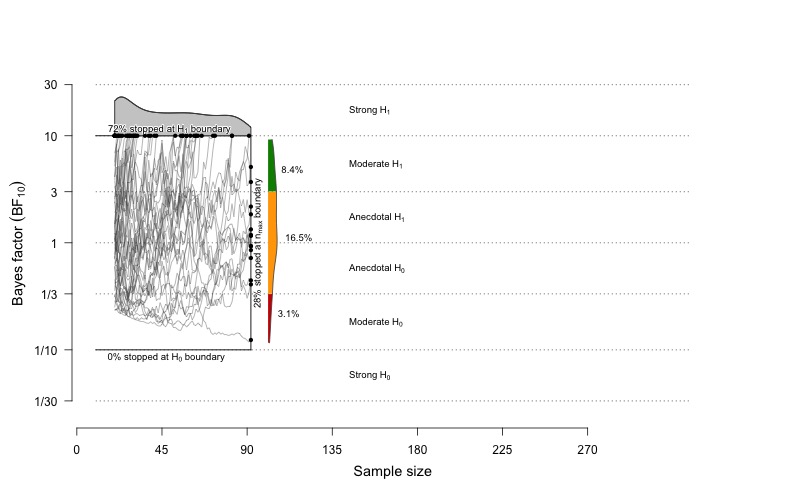 30
Strong H1
72% stopped at H1 boundary
10
Moderate H1
8.4%
3
Anecdotal H1
16.5%
1
Anecdotal H0
28% stopped at nmax boundary
1/3
3.1%
Moderate H0
1/10
0% stopped at H0 boundary
Strong H0
1/30
Bayes factor (BF10)
0 45 90 135 180 225 270
Sample size